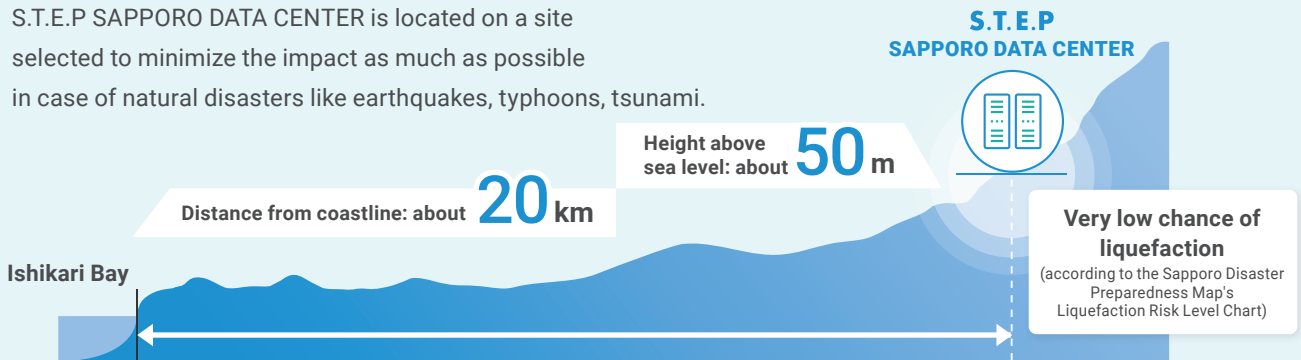 S.T.E.P SAPPORO DATA CENTER is located on a site
selected to minimize the impact as much as possible
in case of natural disasters like earthquakes, typhoons, tsunami.
S.T.E.P
SAPPORO DATA CENTER
Height above
sea level: about 50 m
Distance from coastline: about 20 km
Ishikari Bay
Very low chance of
liquefaction
(according to the Sapporo Disaster
Preparedness Map's
Liquefaction Risk Level Chart)